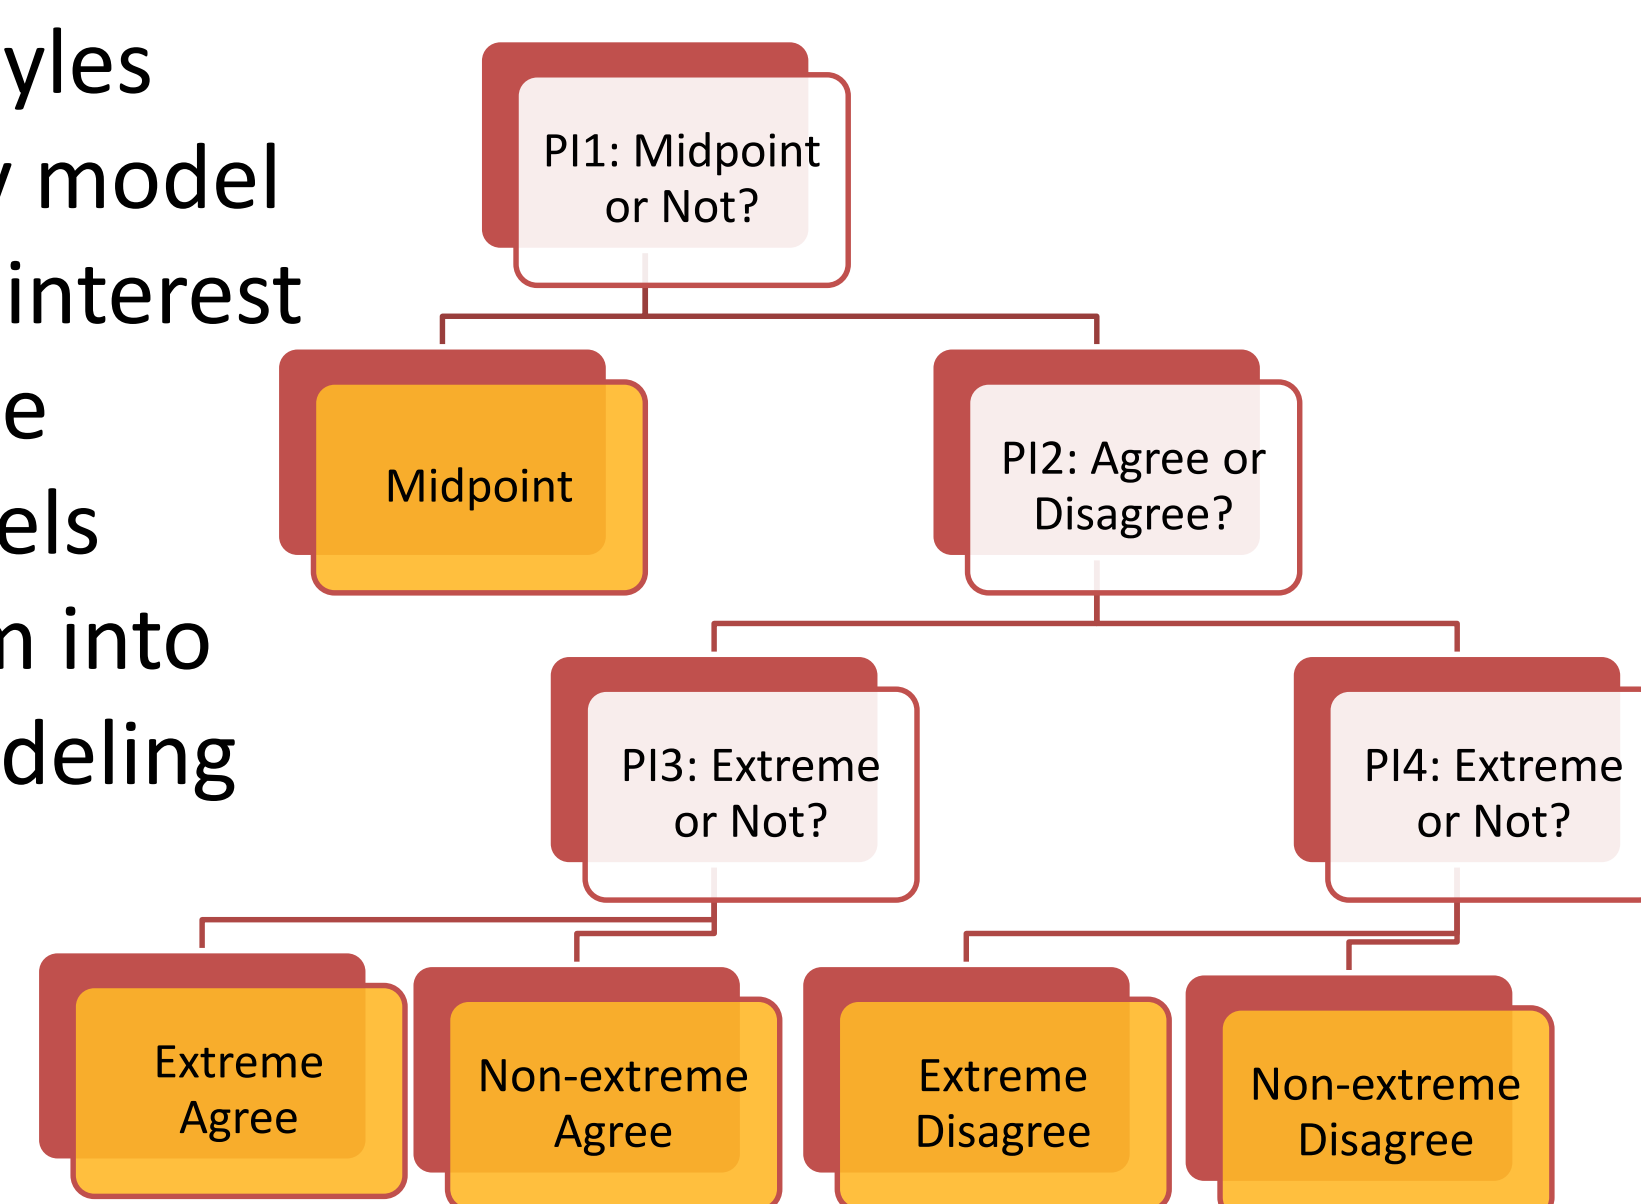 yles
model
interest
e
els
into
deling
PI1: Midpoint
or Not?
Midpoint
PI2: Agree or
Disagree?
PI3: Extreme
or Not?
PI4: Extreme
or Not?
Extreme
Agree
Non-extreme
Agree
Extreme
Disagree
Non-extreme
Disagree